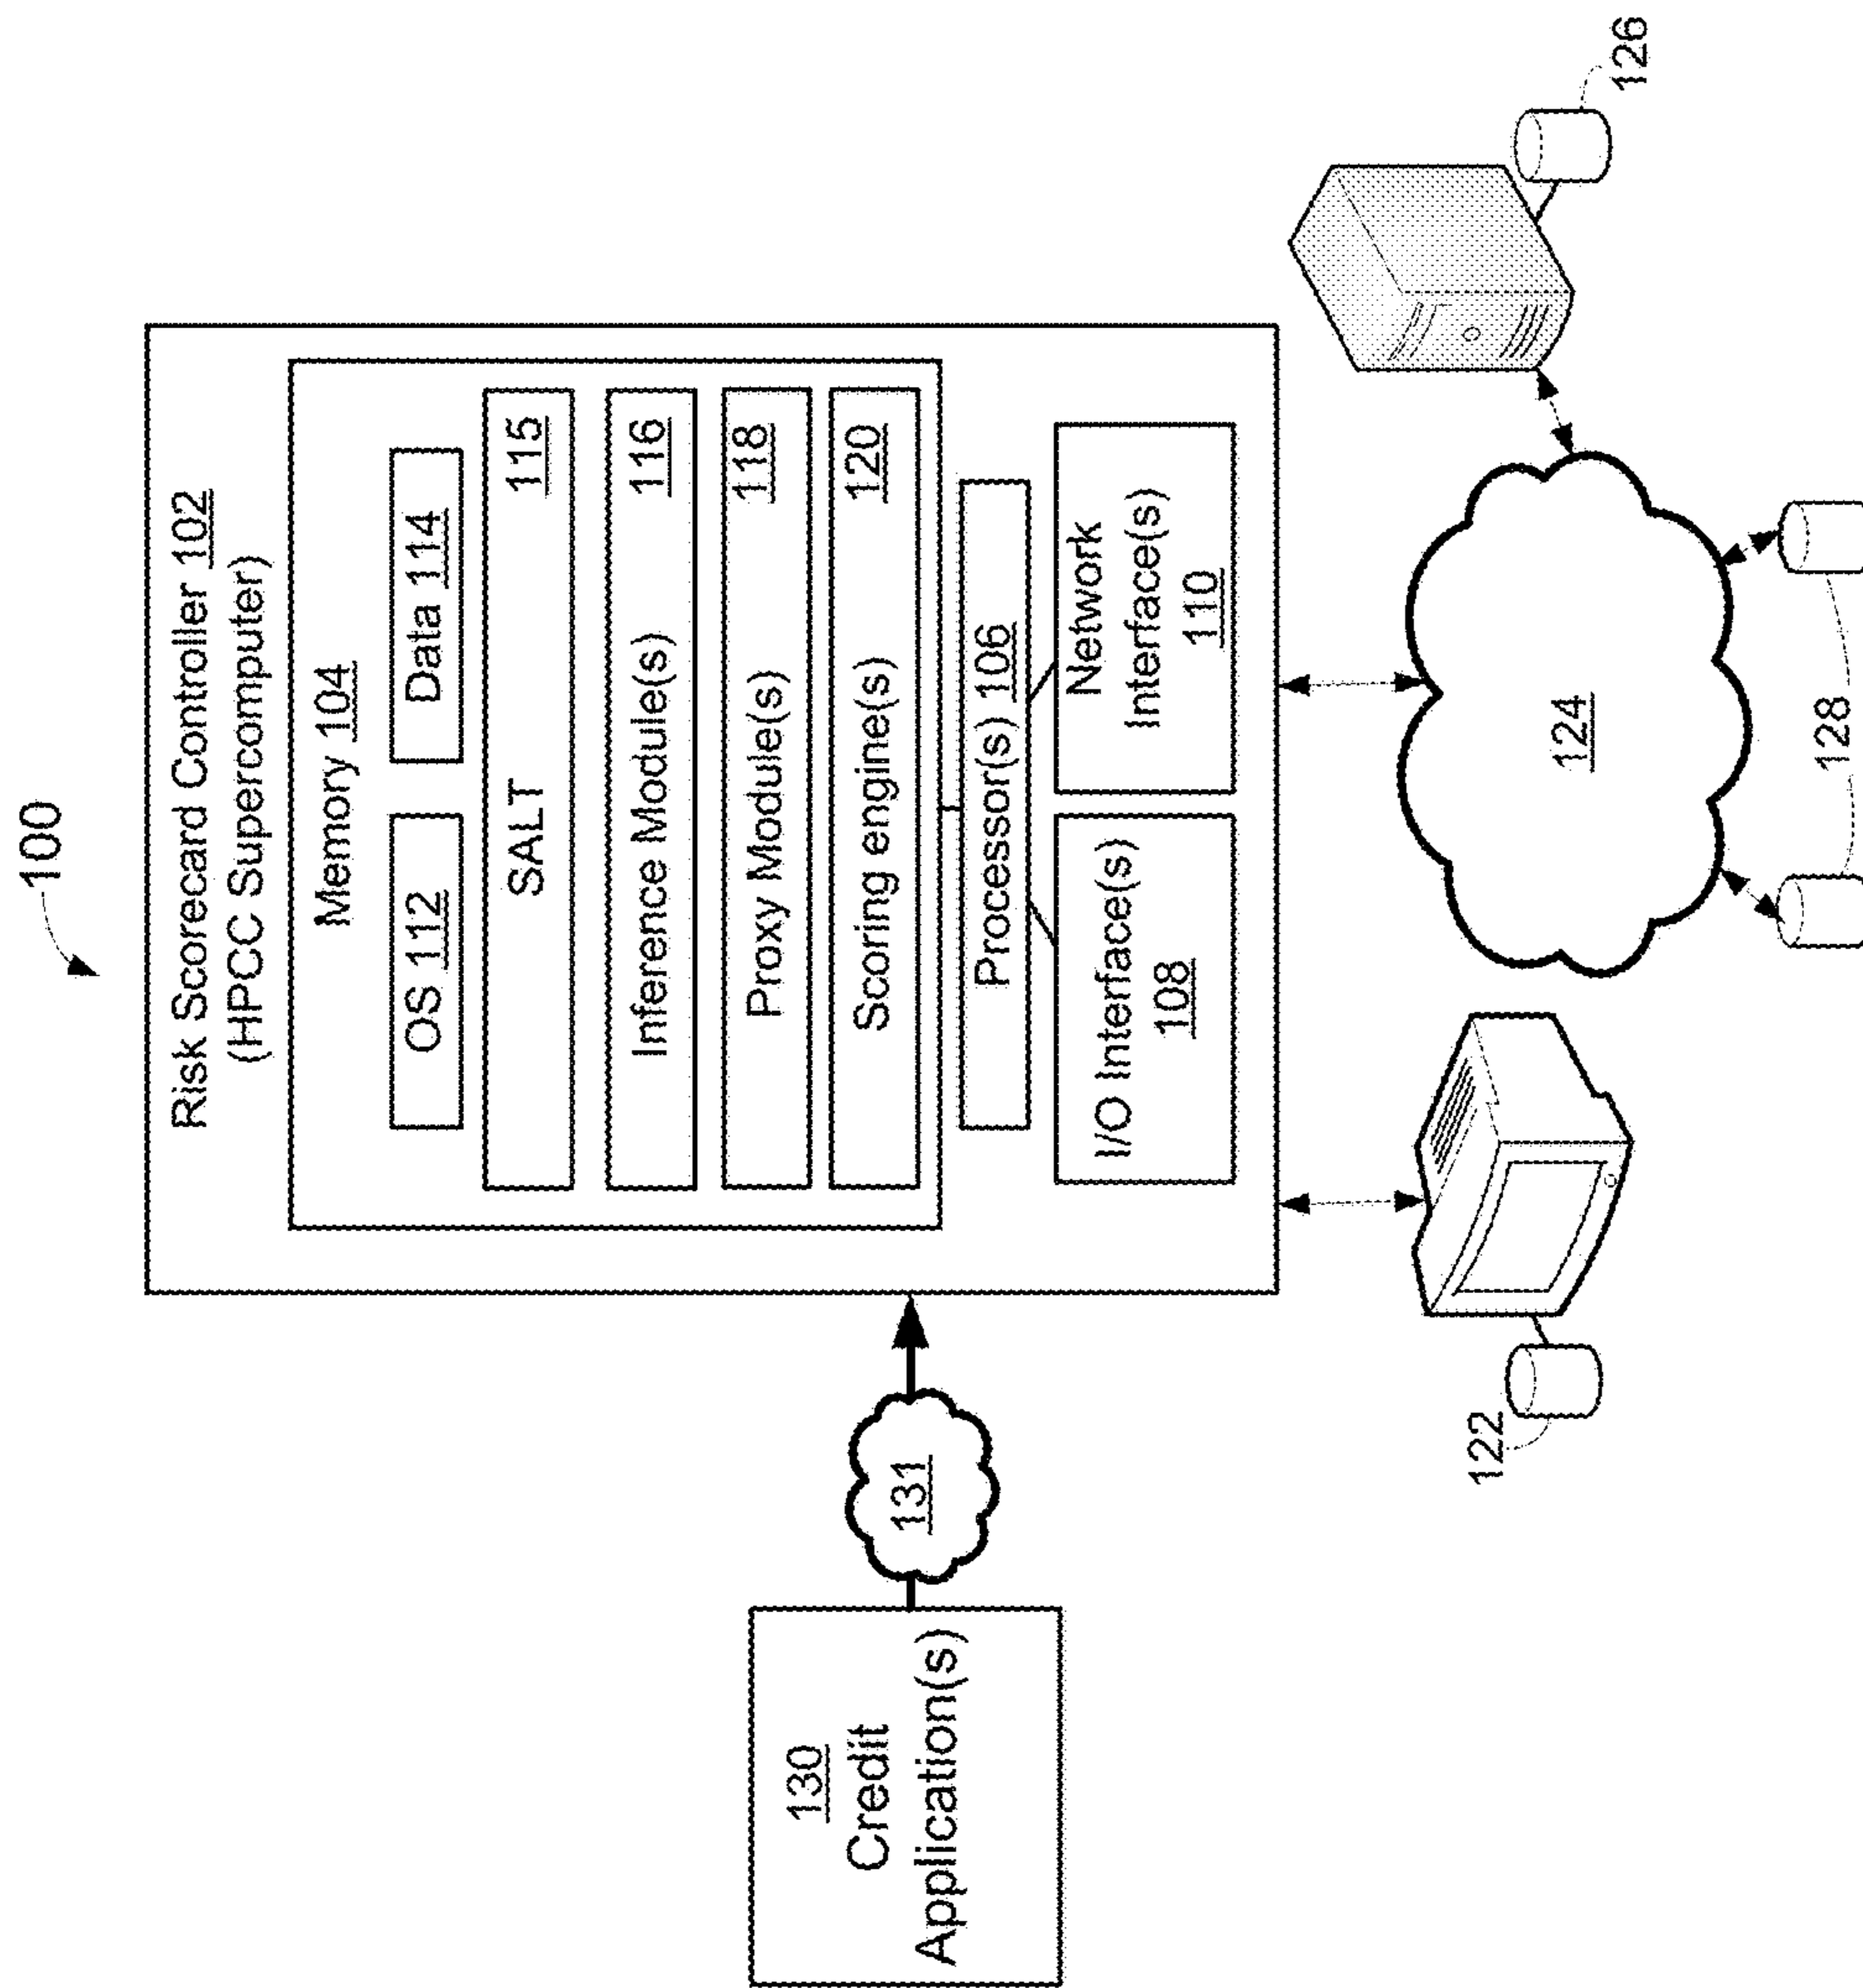 100
Risk Scorecard Controller 102
(HPCC Supercomputer)
Memory 104
OS 112
Data 114
SALT 115
Inference Module(s) 116
Proxy Module(s) 118
Scoring engine(s) 120
Processor(s) 106
I/O Interface(s)
108
Network
Interface(s)
110
130
Credit
Application(s)
131
122
124
126
128